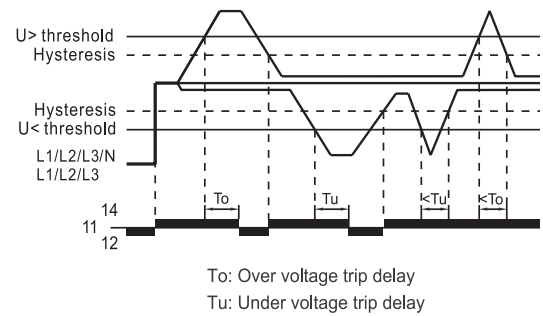 U> threshold
Hysteresis
Hysteresis
U< threshold
L1/L2/L3/N
L1/L2/L3
To
Tu
<Tu
<To
14
11
12
To: Over voltage trip delay
Tu: Under voltage trip delay